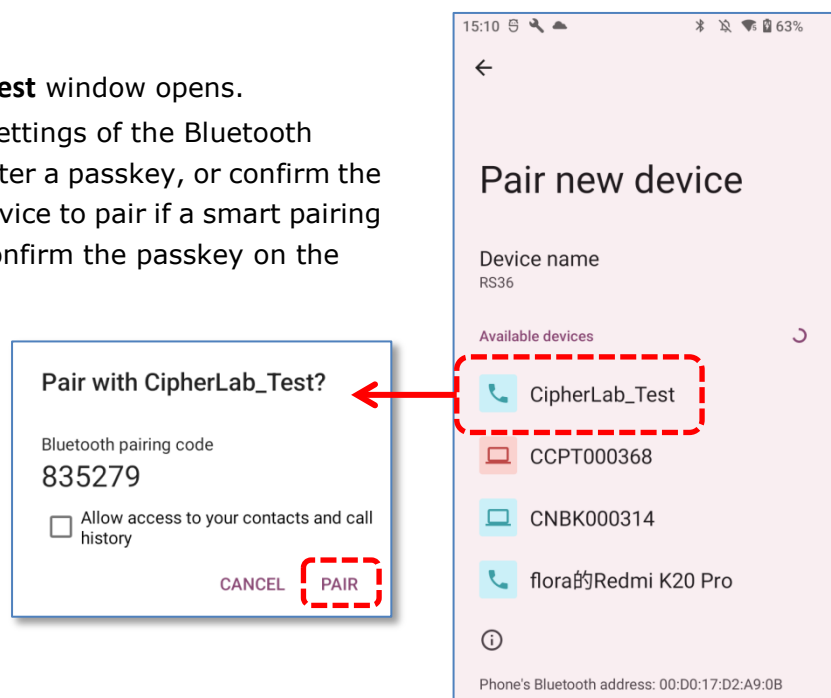 est window opens.
ettings of the Bluetooth
ter a passkey, or confirm the
vice to pair if a smart pairing
onfirm the passkey on the
Pair with CipherLab_Test?
Bluetooth pairing code
835279
Allow access to your contacts and call
history
CANCEL PAIR
15:10 63%
Pair new device
Device name
RS36
Available devices
CipherLab_Test
CCPT000368
CNBK000314
flora的Redmi K20 Pro
Phone's Bluetooth address: 00:D0:17:D2:A9:0B